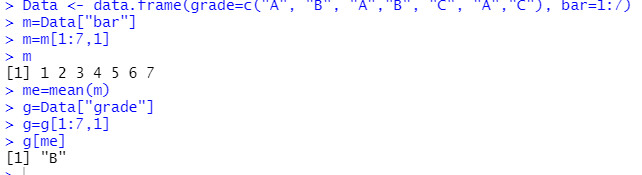 > Data <- data.frame(grade=c("A", "B", "A","B", "C", "A","C"), bar=1:7)
> m=Data["bar"]
> m=m[1:7,1]
> m
[1] 1 2 3 4 5 6 7
> me=mean(m)
> g=Data["grade"]
> g=g[1:7,1]
> g[me]
[1] "B"
>